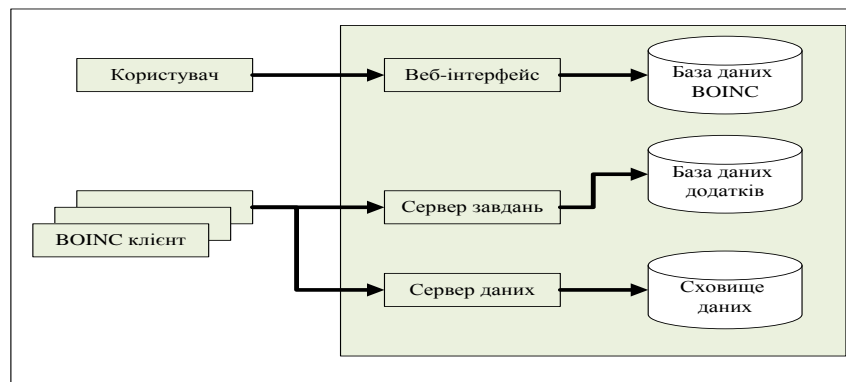 Користувач
Веб-інтерфейс
База даних
BOINC
База даних
додатків
Сервер завдань
BOINC клієнт
Сервер даних
Сховище
даних